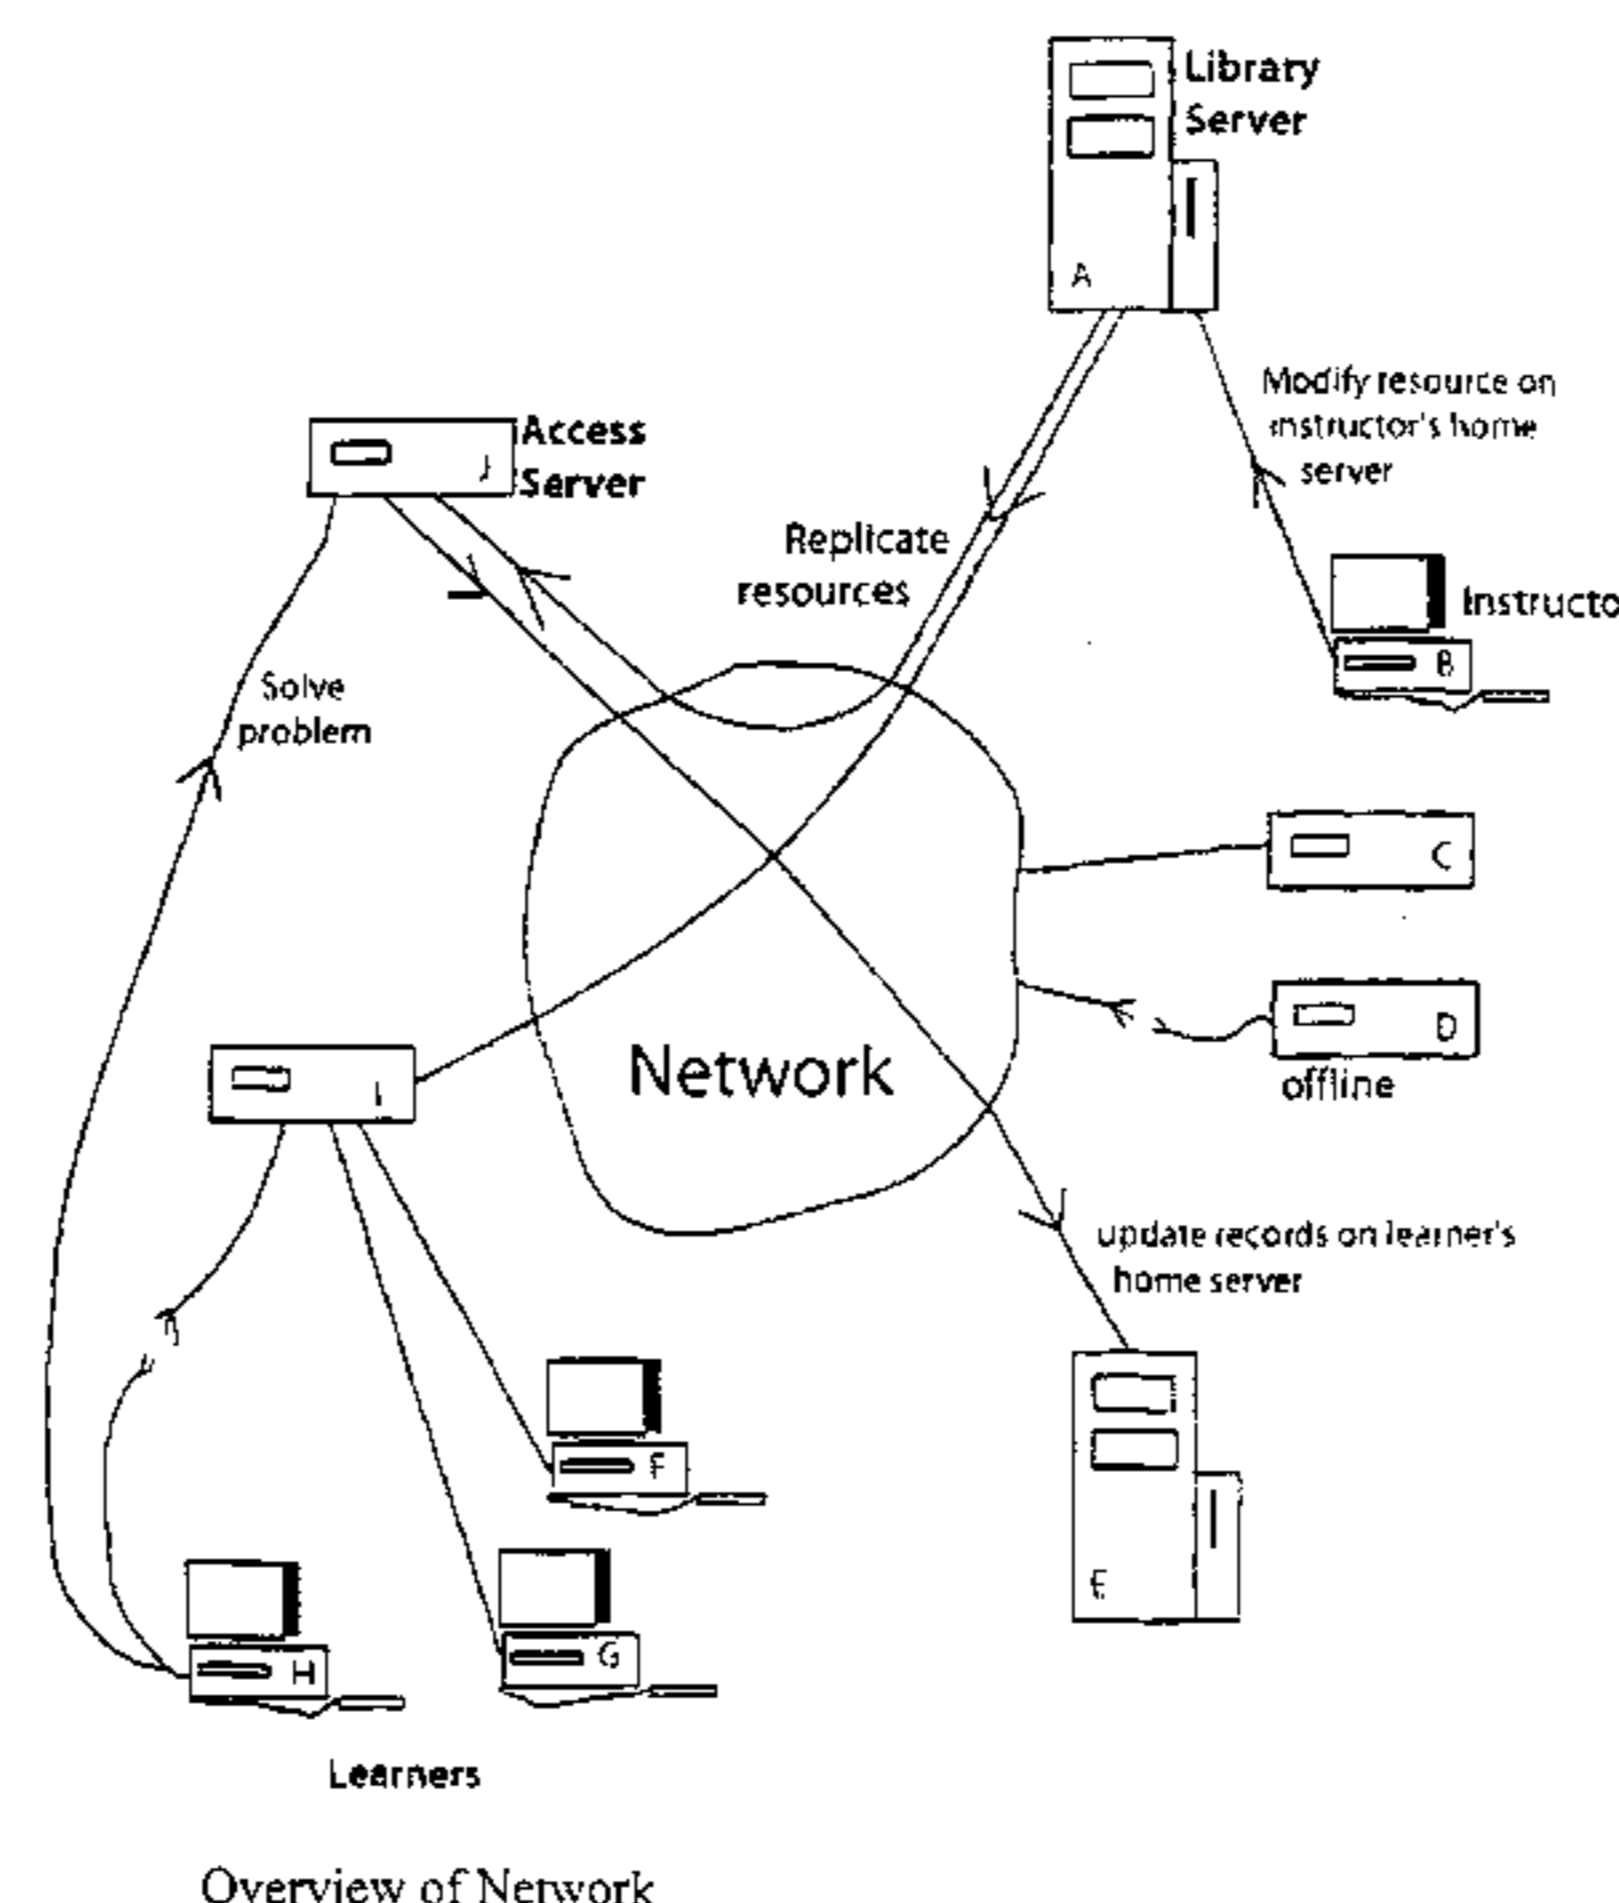 Library
Server
A
Modify resource on
instructor's home
server
Access
Server
J
Replicate
resources
Instructo
B
Solve
problem
C
D
offline
Network
I
update records on learner's
home server
F
E
G
H
Learners
Overview of Network